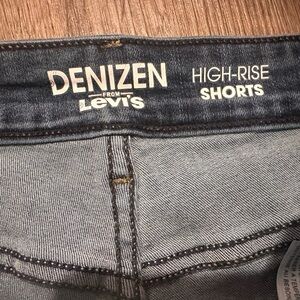 DENIZEN
FROM
Levi's
HIGH-RISE
SHORTS